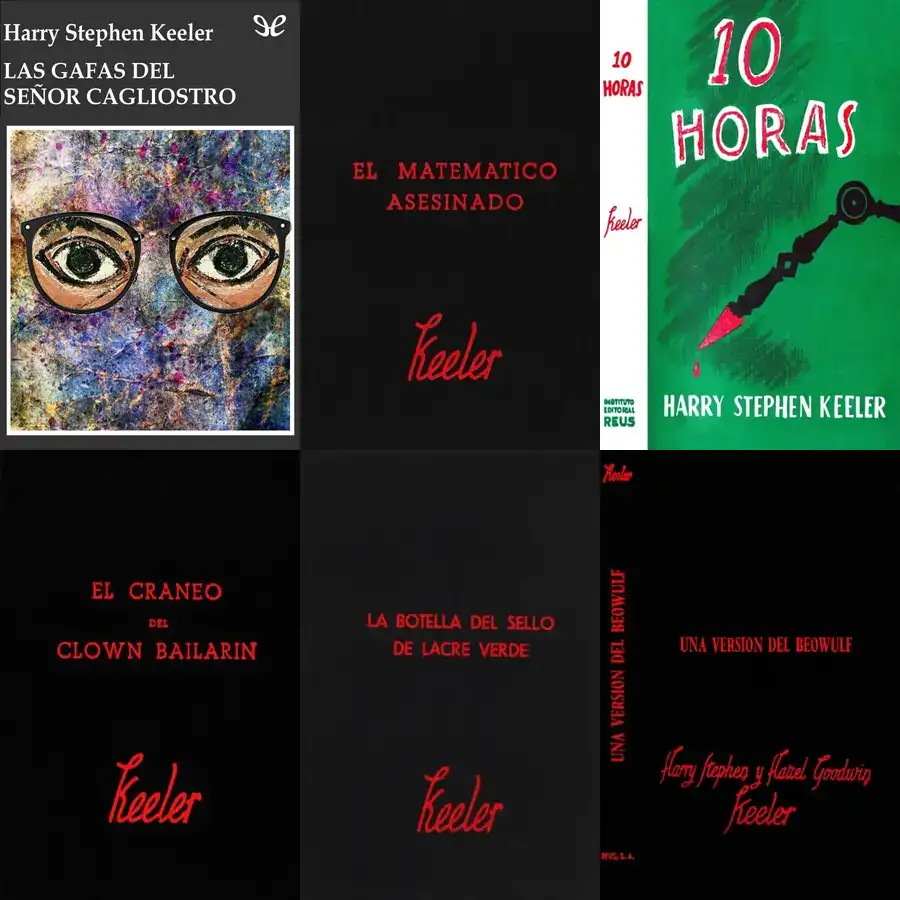 Harry Stephen Keeler
LAS GAFAS DEL
SEÑOR CAGLIOSTRO
EL MATEMATICO
ASESINADO
Keeler
10
HORAS
Keeler
INSTITUTO
EDITORIAL
REUS
10
HORAS
HARRY STEPHEN KEELER
EL CRANEO
DEL
CLOWN BAILARIN
Keeler
LA BOTELLA DEL SELLO
DE LACRE VERDE
Keeler
Keeler
UNA VERSION DEL BEOWULF
REUS, S.A.
UNA VERSION DEL BEOWULF
Harry Stephen y Hazel Goodwin
Keeler